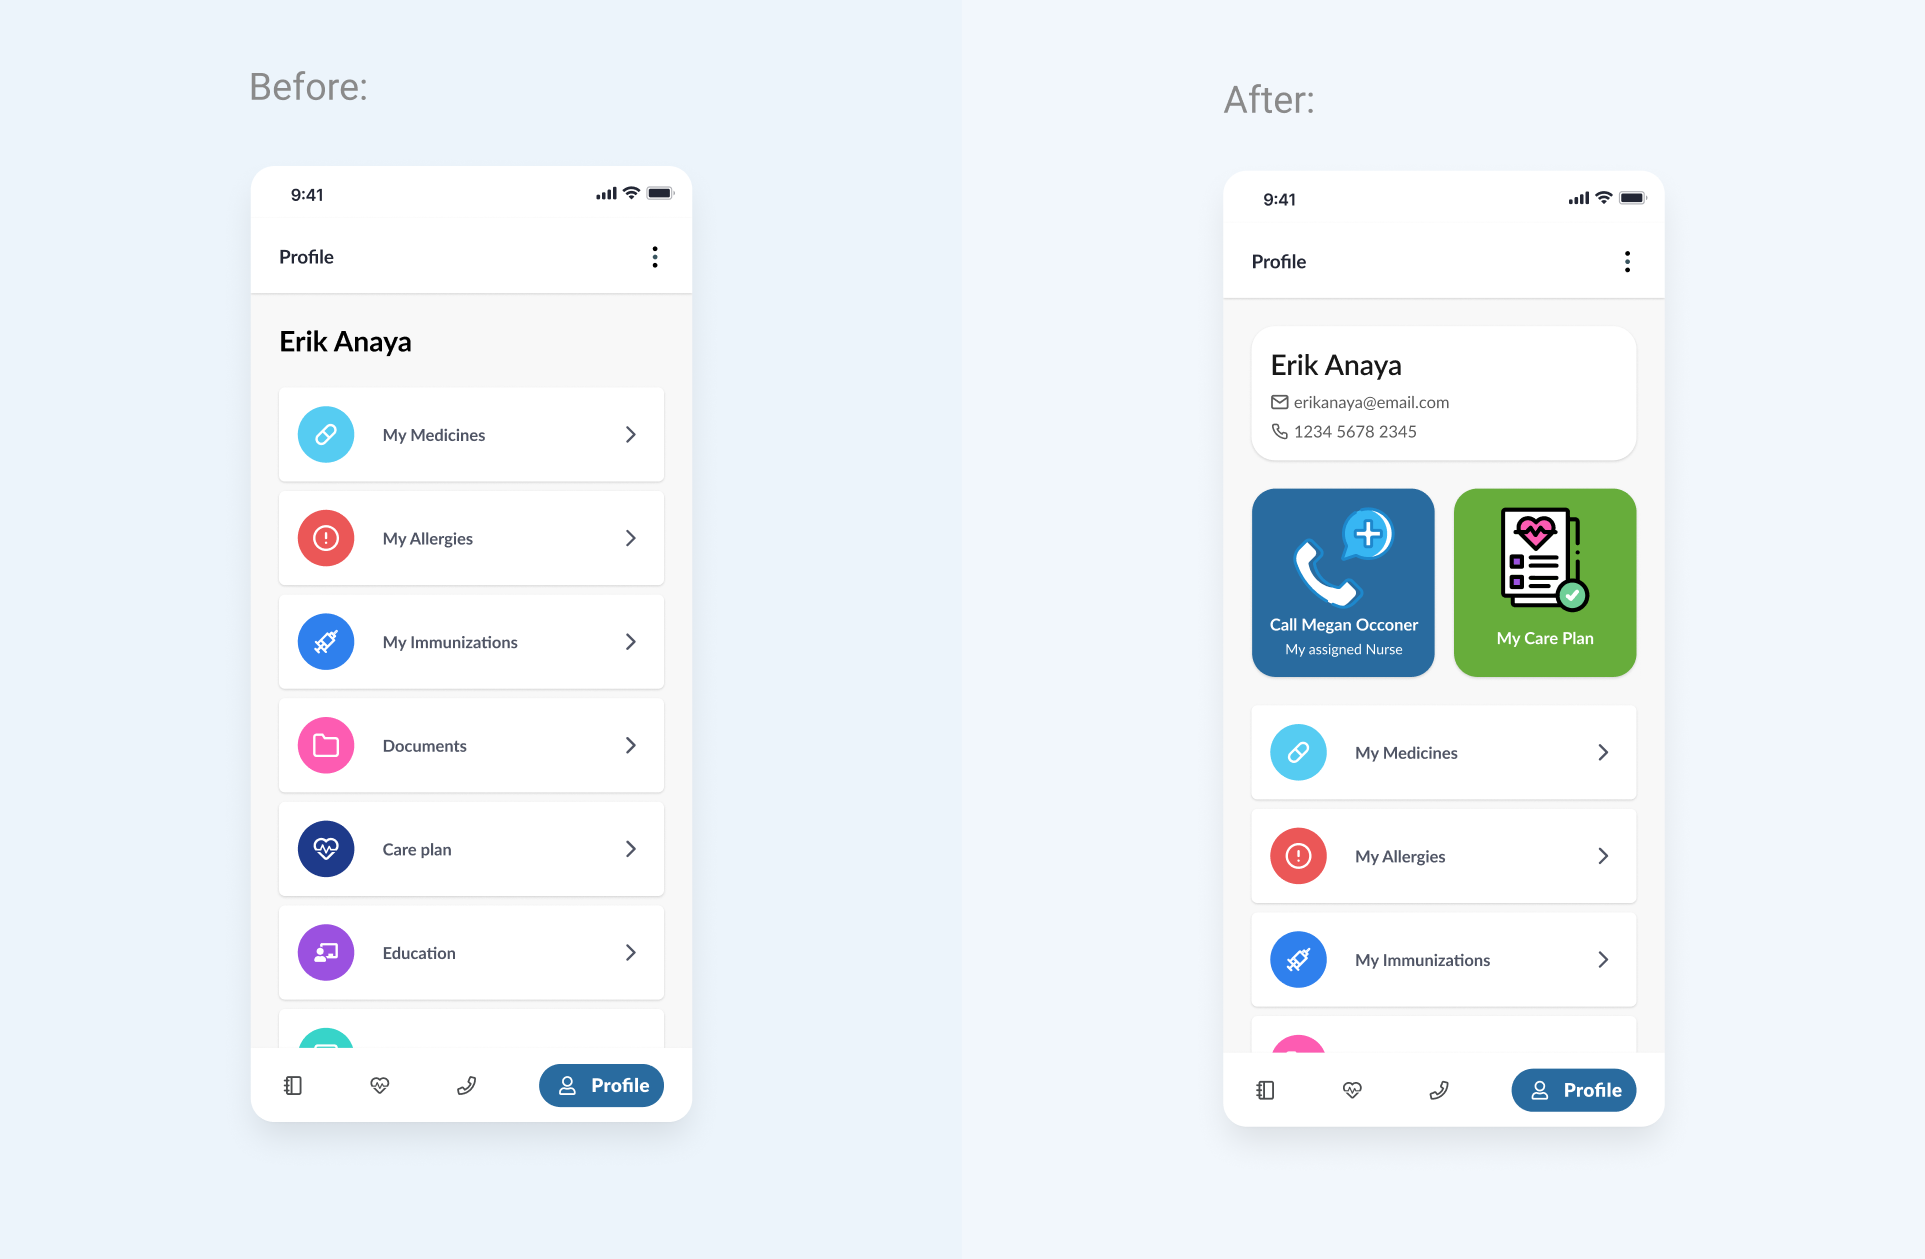 Before:
9:41
Profile
Erik Anaya
My Medicines
My Allergies
My Immunizations
Documents
Care plan
Education
Profile
After:
9:41
Profile
Erik Anaya
erikanaya@email.com
1234 5678 2345
Call Megan Occoner
My assigned Nurse
My Care Plan
My Medicines
My Allergies
My Immunizations
Profile